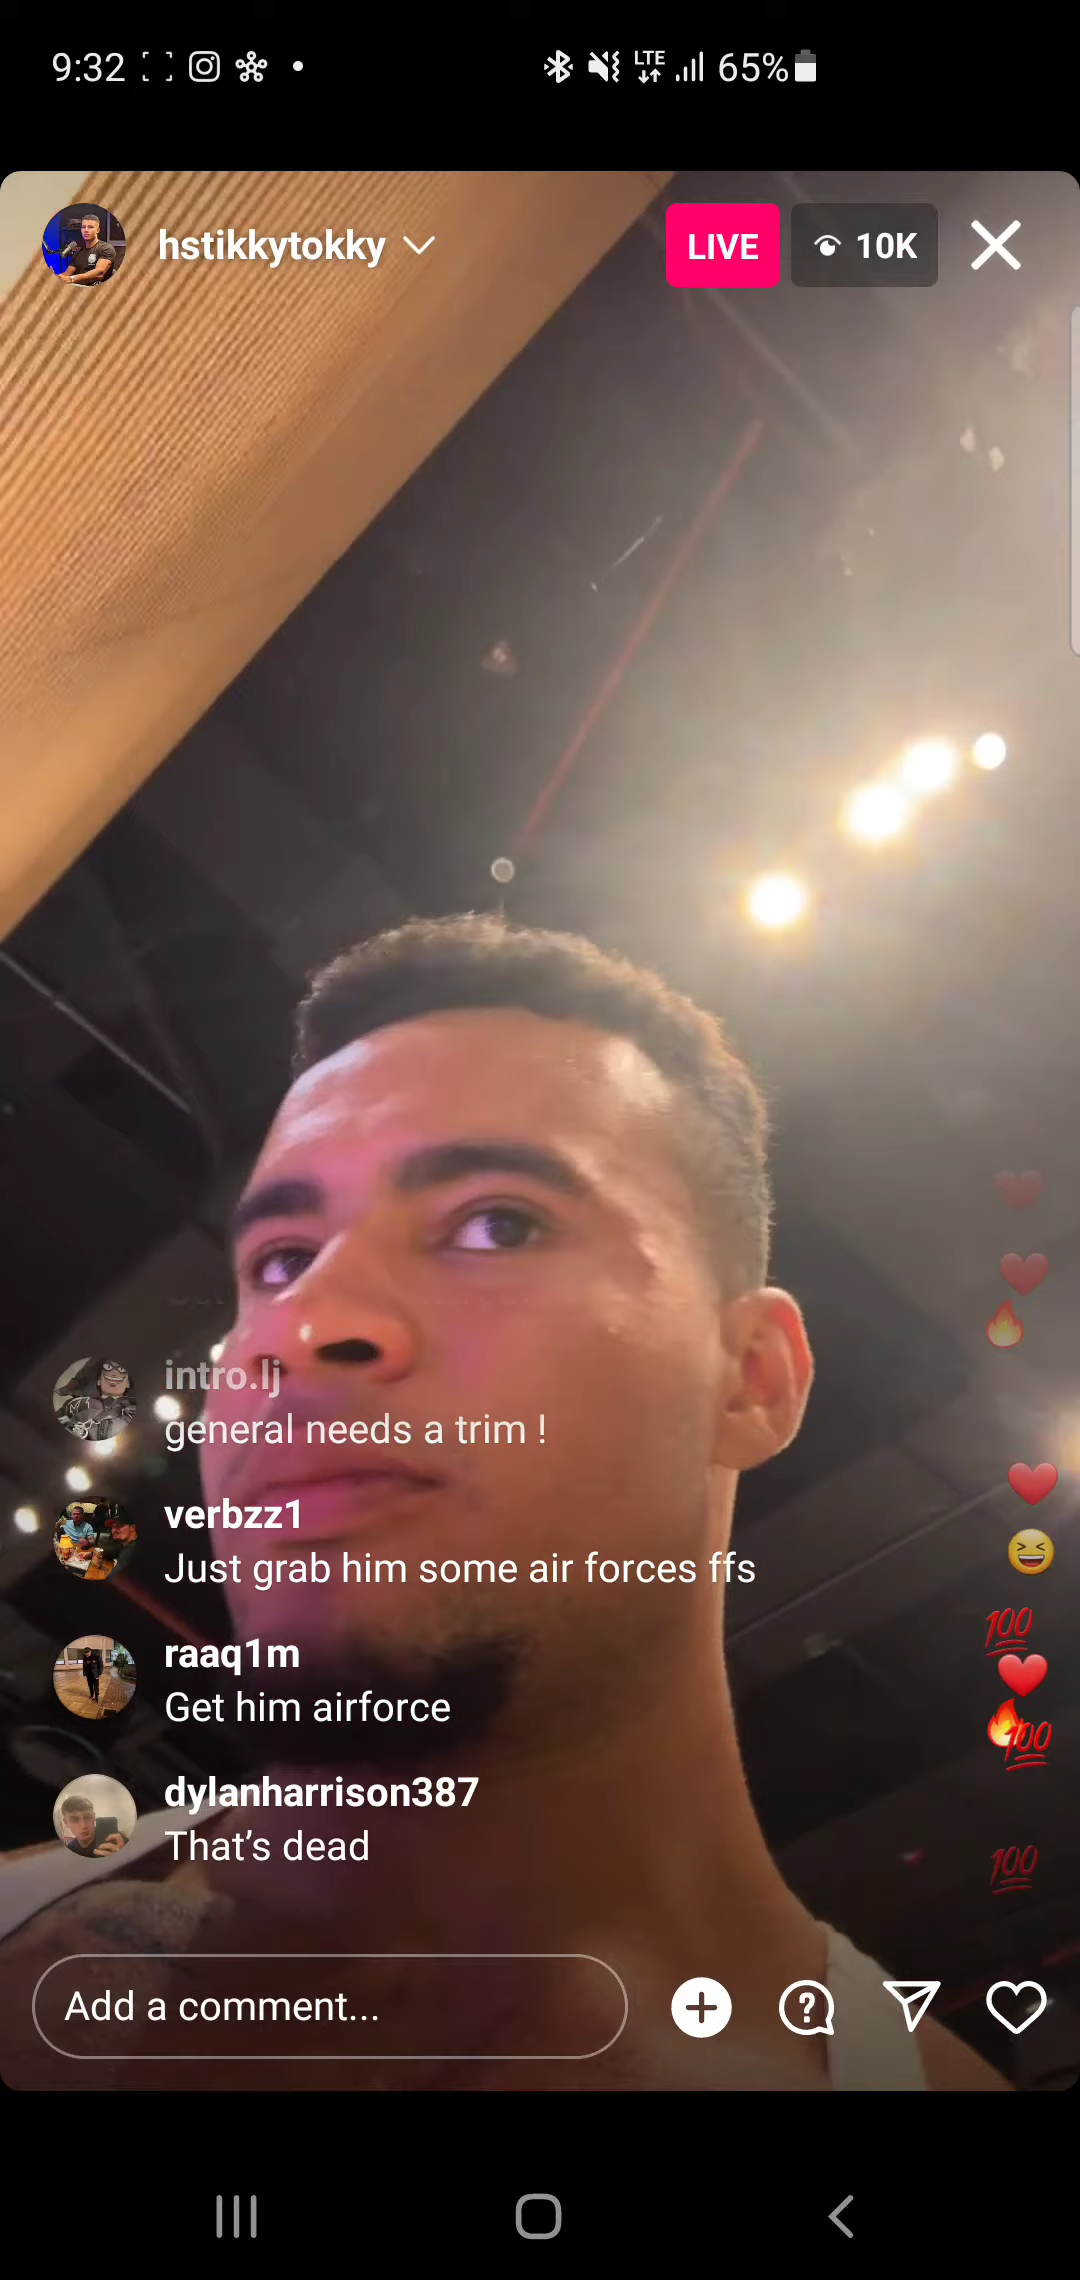 9:32
LTE
65%
hstikkytokky
LIVE
10K
intro.lj
general needs a trim !
verbzz1
Just grab him some air forces ffs
raaq1m
Get him airforce
dylanharrison387
That’s dead
Add a comment...